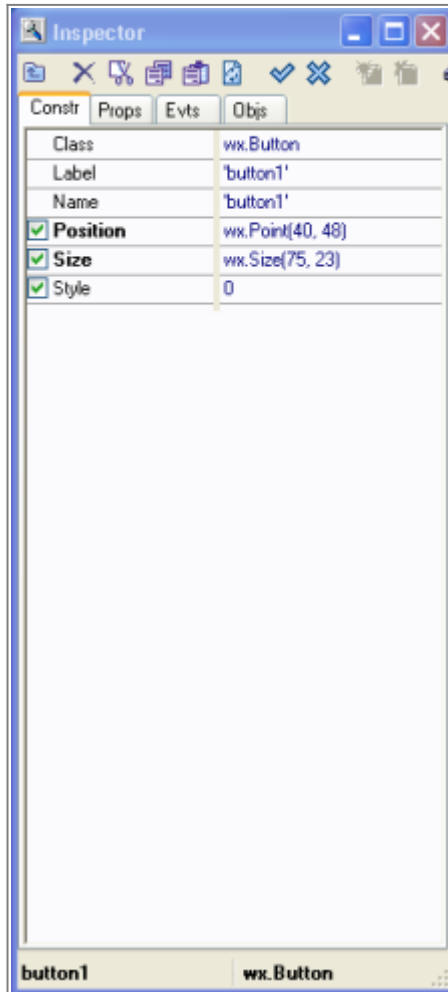 Inspector
Constr Props Evts Objs
Class wx.Button
Label 'button1'
Name 'button1'
Position wx.Point(40, 48)
Size wx.Size(75, 23)
Style 0
button1 wx.Button